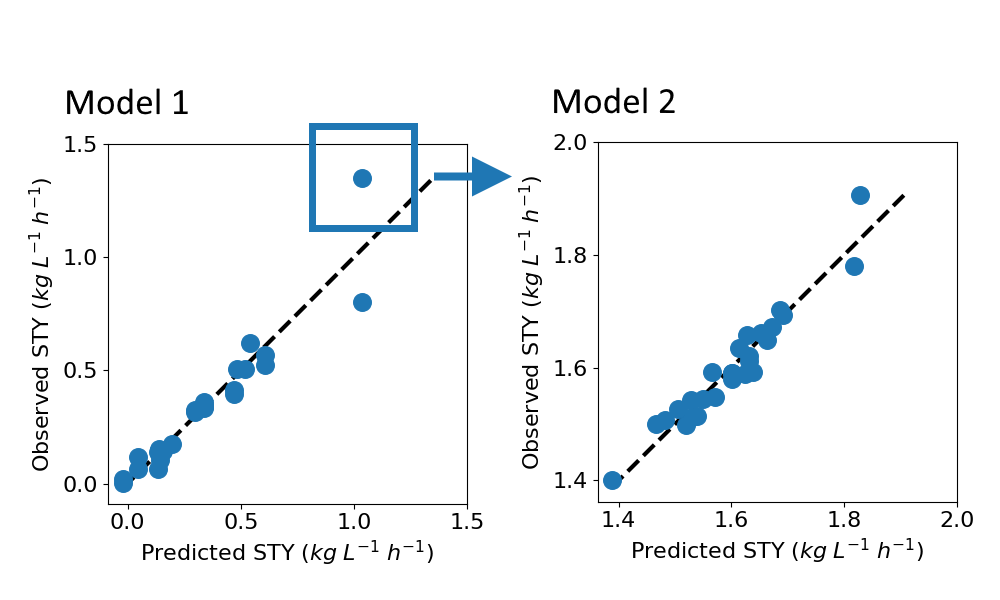 Model 1
Model 2
Observed STY (kg L⁻¹ h⁻¹)
1.5
1.0
0.5
0.0
0.0 0.5 1.0 1.5
Predicted STY (kg L⁻¹ h⁻¹)
Observed STY (kg L⁻¹ h⁻¹)
2.0
1.8
1.6
1.4
1.4 1.6 1.8 2.0
Predicted STY (kg L⁻¹ h⁻¹)